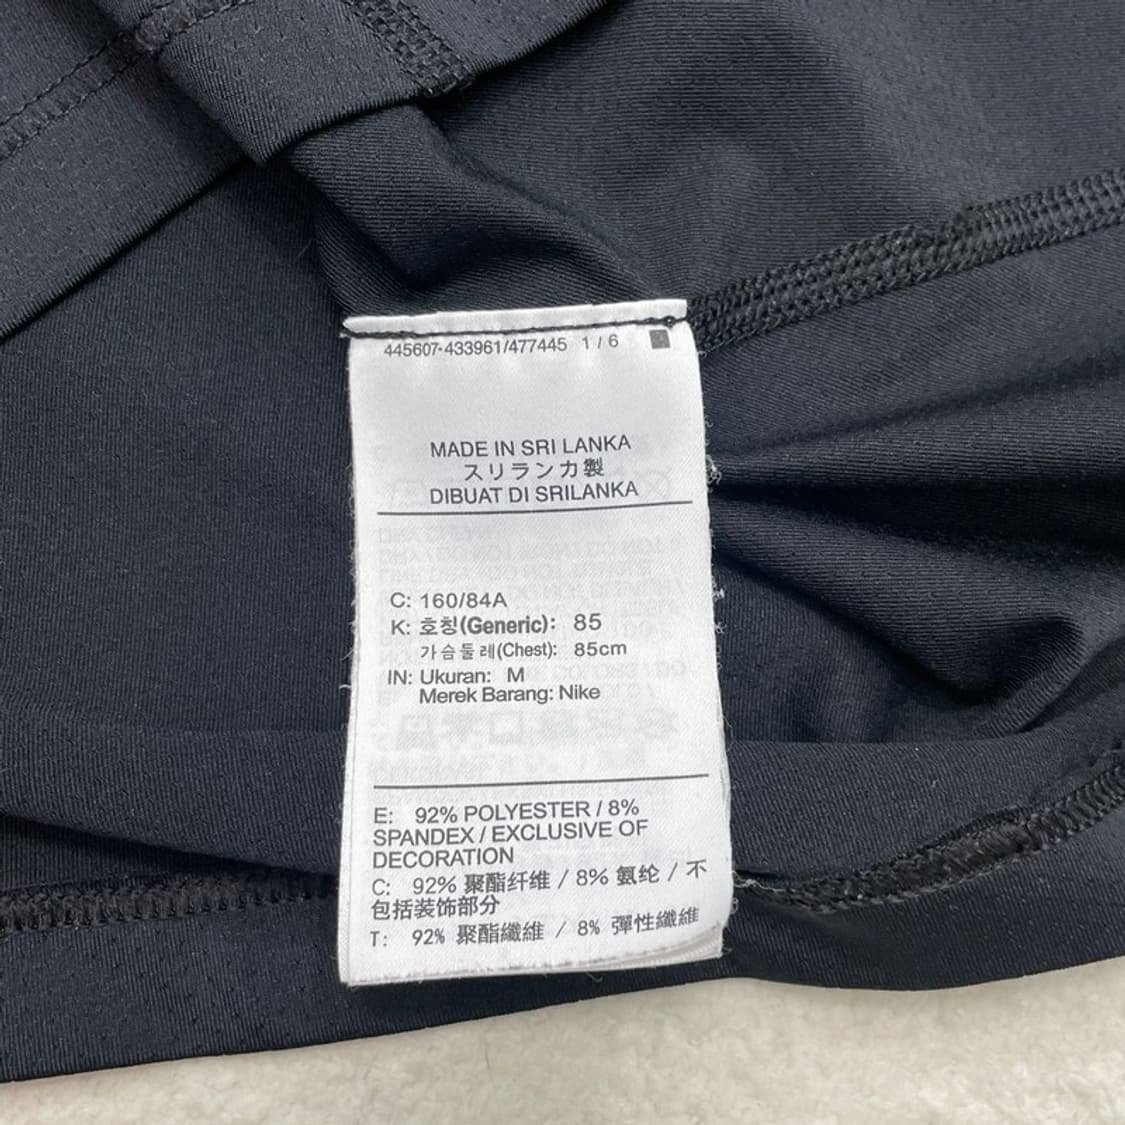 445607-433961/477445 1 / 6
MADE IN SRI LANKA
スリランカ製
DIBUAT DI SRILANKA
C: 160/84A
K: 호칭(Generic): 85
가슴둘레(Chest): 85cm
IN: Ukuran: M
Merek Barang: Nike
E: 92% POLYESTER / 8%
SPANDEX / EXCLUSIVE OF
DECORATION
C: 92% 聚酯纤维 / 8% 氨纶 / 不
包括装饰部分
T: 92% 聚酯纖維 / 8% 彈性纖維